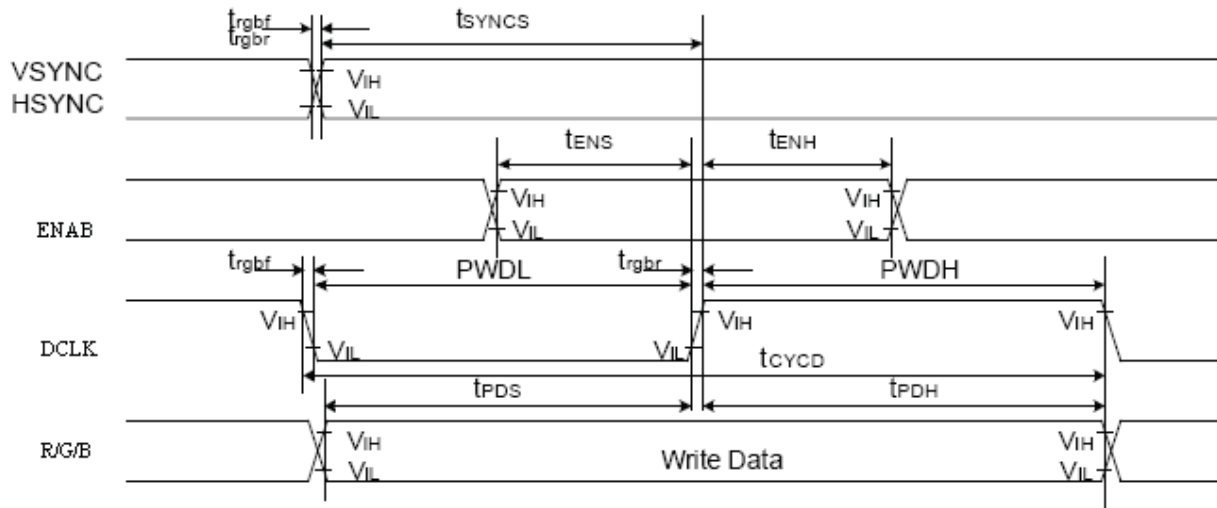 trgbf
trgbr
tSYNCS
VSYNC
HSYNC
VIH
VIL
tENS
tENH
ENAB
VIH
VIL
VIH
VIL
trgbf
PWDL
trgbr
PWDH
DCLK
VIH
VIL
VIL
VIH
VIH
tCYCD
tPDS
tPDH
R/G/B
VIH
VIL
Write Data
VIH
VIL